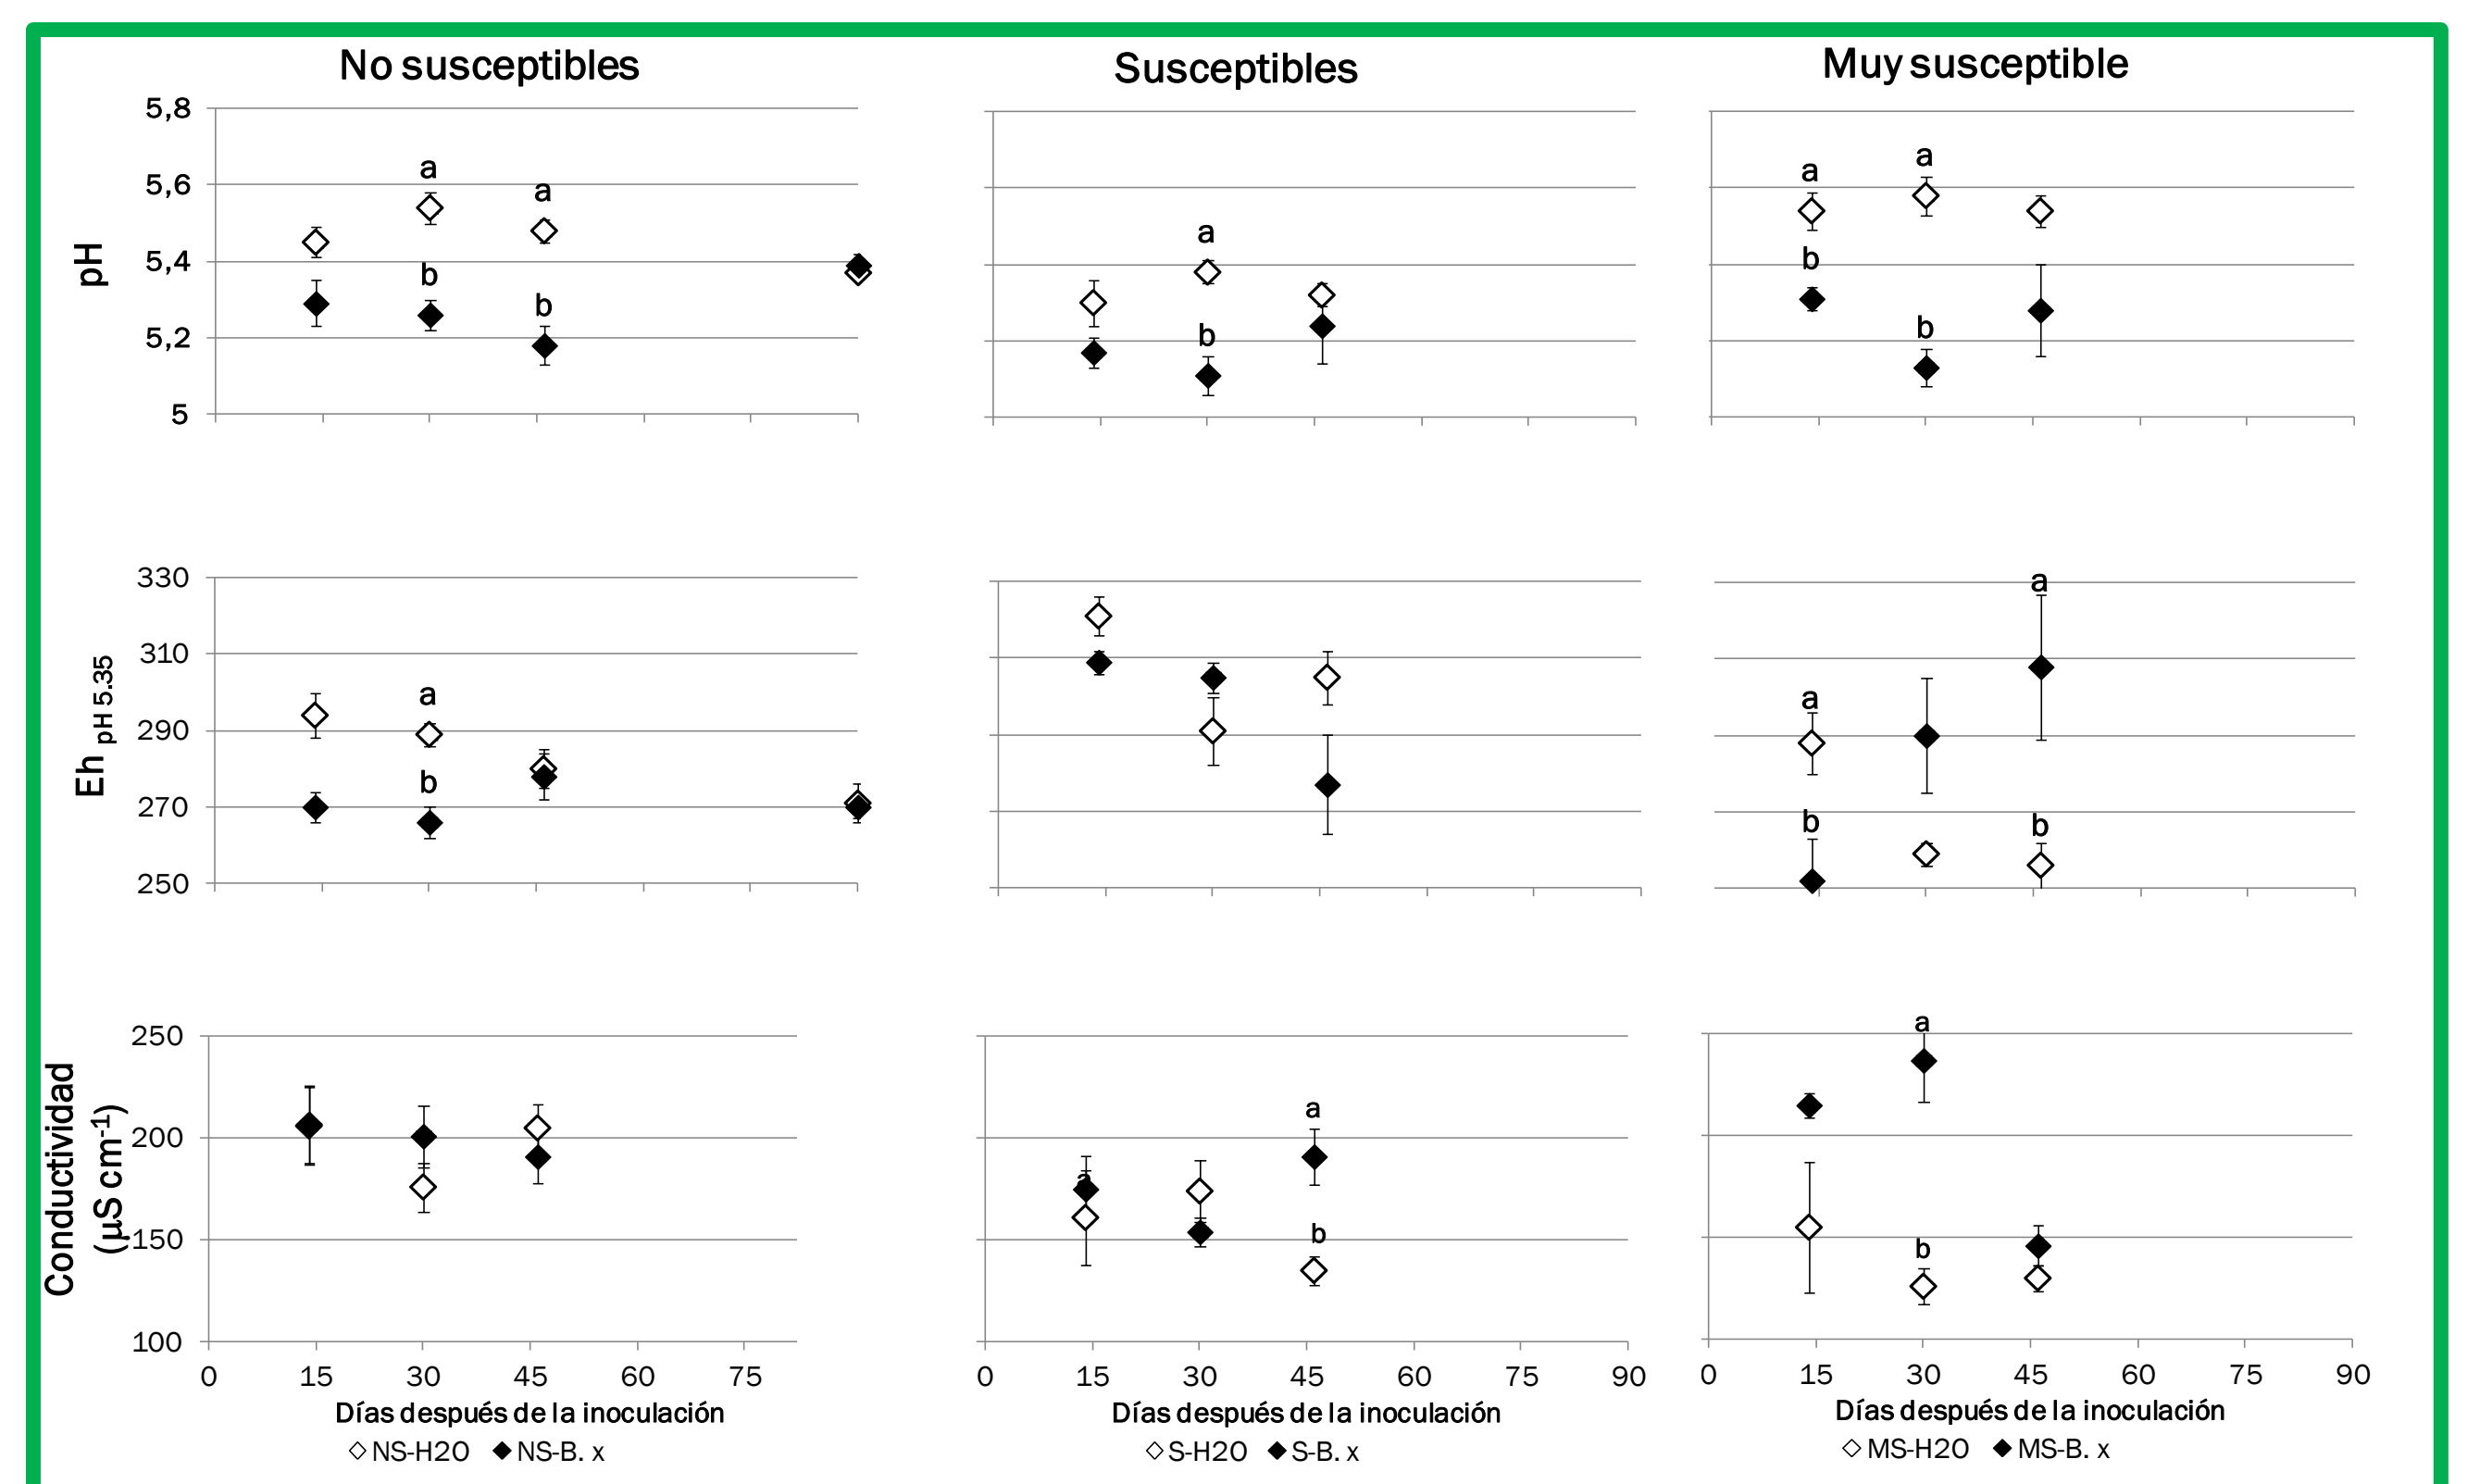 No susceptibles
Susceptibles
Muy susceptible
pH
5,8
5,6
5,4
5,2
5
a
a
b
b
a
b
a
a
b
b
Eh pH 5.35
330
310
290
270
250
a
b
a
a
b
b
Conductividad
(µS cm-1)
250
200
150
100
a
a
b
a
b
0 15 30 45 60 75
0 15 30 45 60 75 90
0 15 30 45 60 75 90
Días después de la inoculación
Días después de la inoculación
Días después de la inoculación
NS-H2O NS-B. x
S-H2O S-B. x
MS-H2O MS-B. x